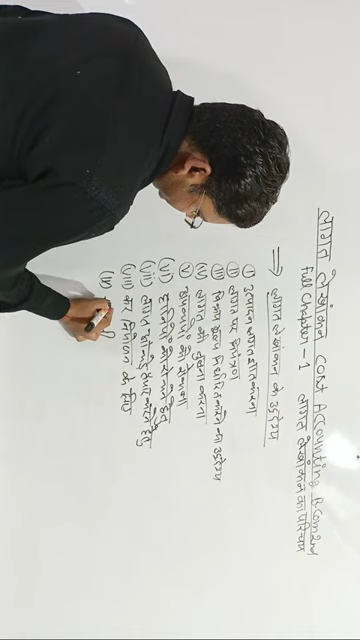 लागत लेखांकन Cost Accounting B.com 2nd
Full Chapter - 1 लागत लेखांकन का परिचय
⇒ लागत लेखांकन के उद्देश्य
(I) उत्पादन लागत ज्ञात करना
(II) लागत पर नियंत्रण
(III) विक्रय मूल्य निर्धारित करने का उद्देश्य
(IV) लागत की तुलना करना
(V)
(VI) हानियों को
(VII) लागत
(VIII) कर निर्धारण के लिए
(IX)